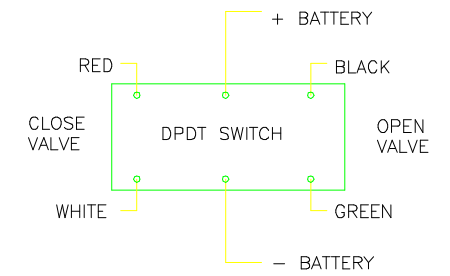 + BATTERY
RED
BLACK
CLOSE
VALVE
DPDT SWITCH
OPEN
VALVE
WHITE
GREEN
- BATTERY